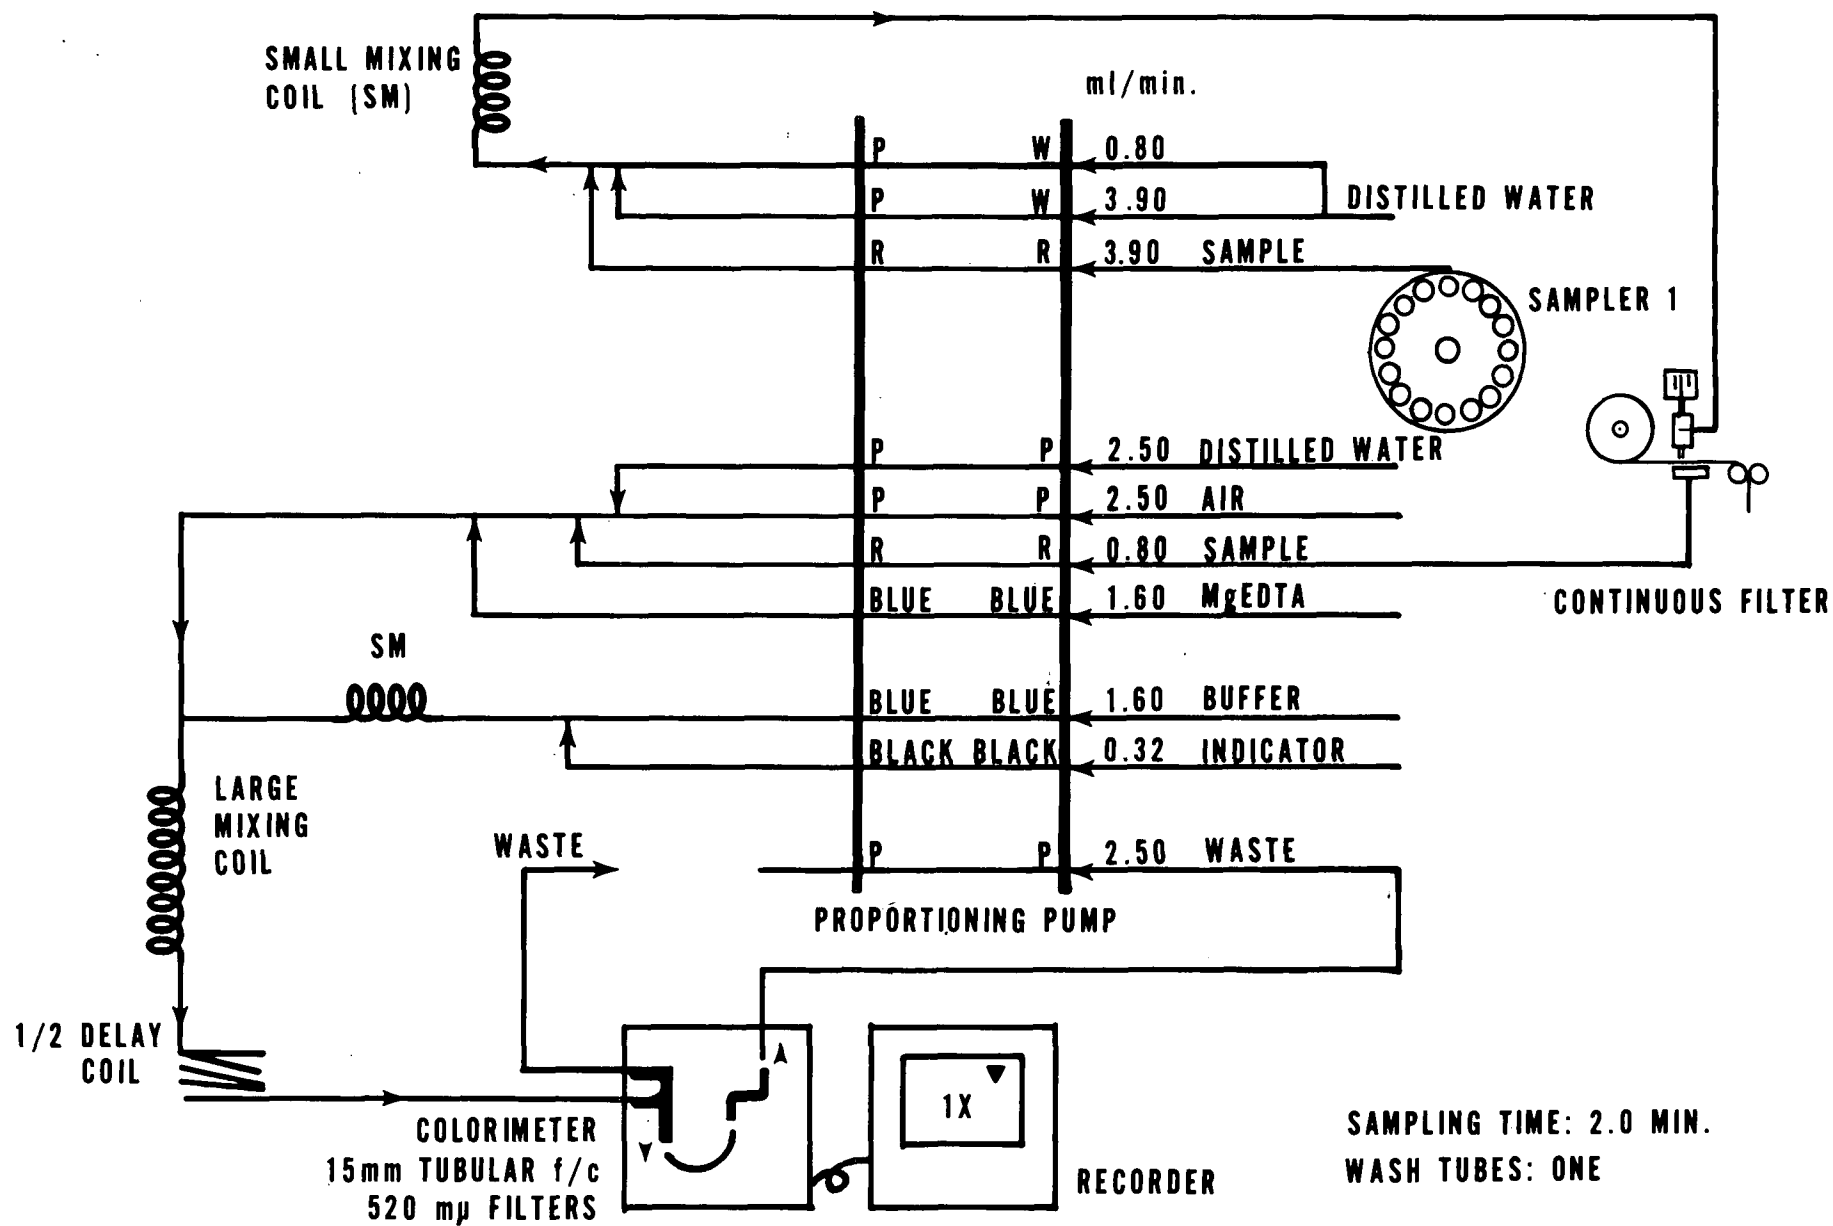 SMALL MIXING
COIL (SM)
ml/min.
P W 0.80
P W 3.90 DISTILLED WATER
R R 3.90 SAMPLE
SAMPLER 1
P P 2.50 DISTILLED WATER
P P 2.50 AIR
R R 0.80 SAMPLE
BLUE BLUE 1.60 MgEDTA
CONTINUOUS FILTER
SM
BLUE BLUE 1.60 BUFFER
BLACK BLACK 0.32 INDICATOR
LARGE
MIXING
COIL
WASTE
P P 2.50 WASTE
PROPORTIONING PUMP
1/2 DELAY
COIL
1X
COLORIMETER
15mm TUBULAR f/c
520 mμ FILTERS
RECORDER
SAMPLING TIME: 2.0 MIN.
WASH TUBES: ONE